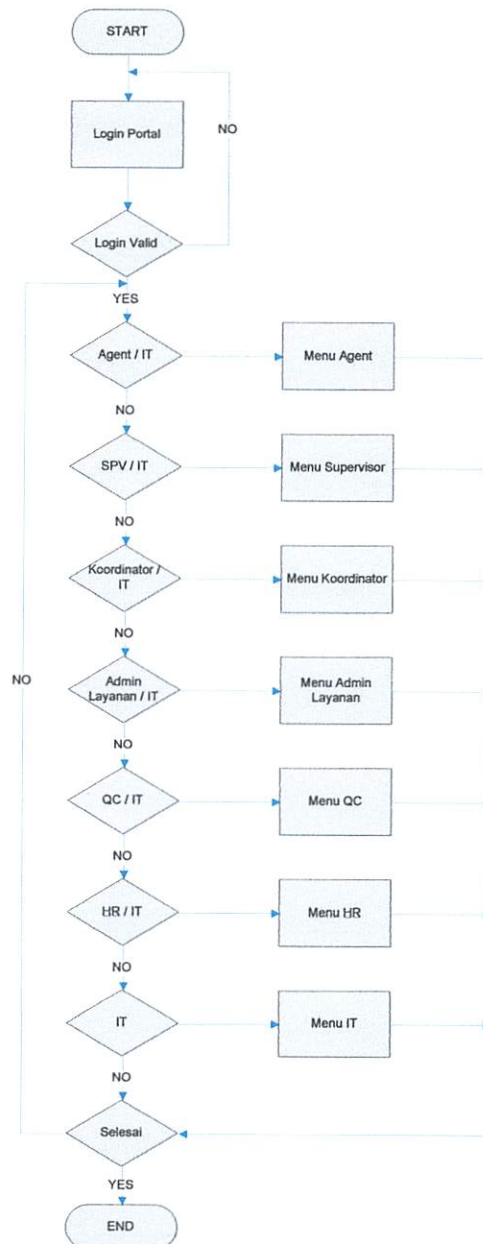 START
NO
Login Portal
Login Valid
YES
Agent / IT
Menu Agent
NO
SPV / IT
Menu Supervisor
NO
Koordinator /
IT
Menu Koordinator
NO
NO
Admin
Layanan / IT
Menu Admin
Layanan
NO
QC / IT
Menu QC
NO
HR / IT
Menu HR
NO
IT
Menu IT
NO
Selesai
YES
END